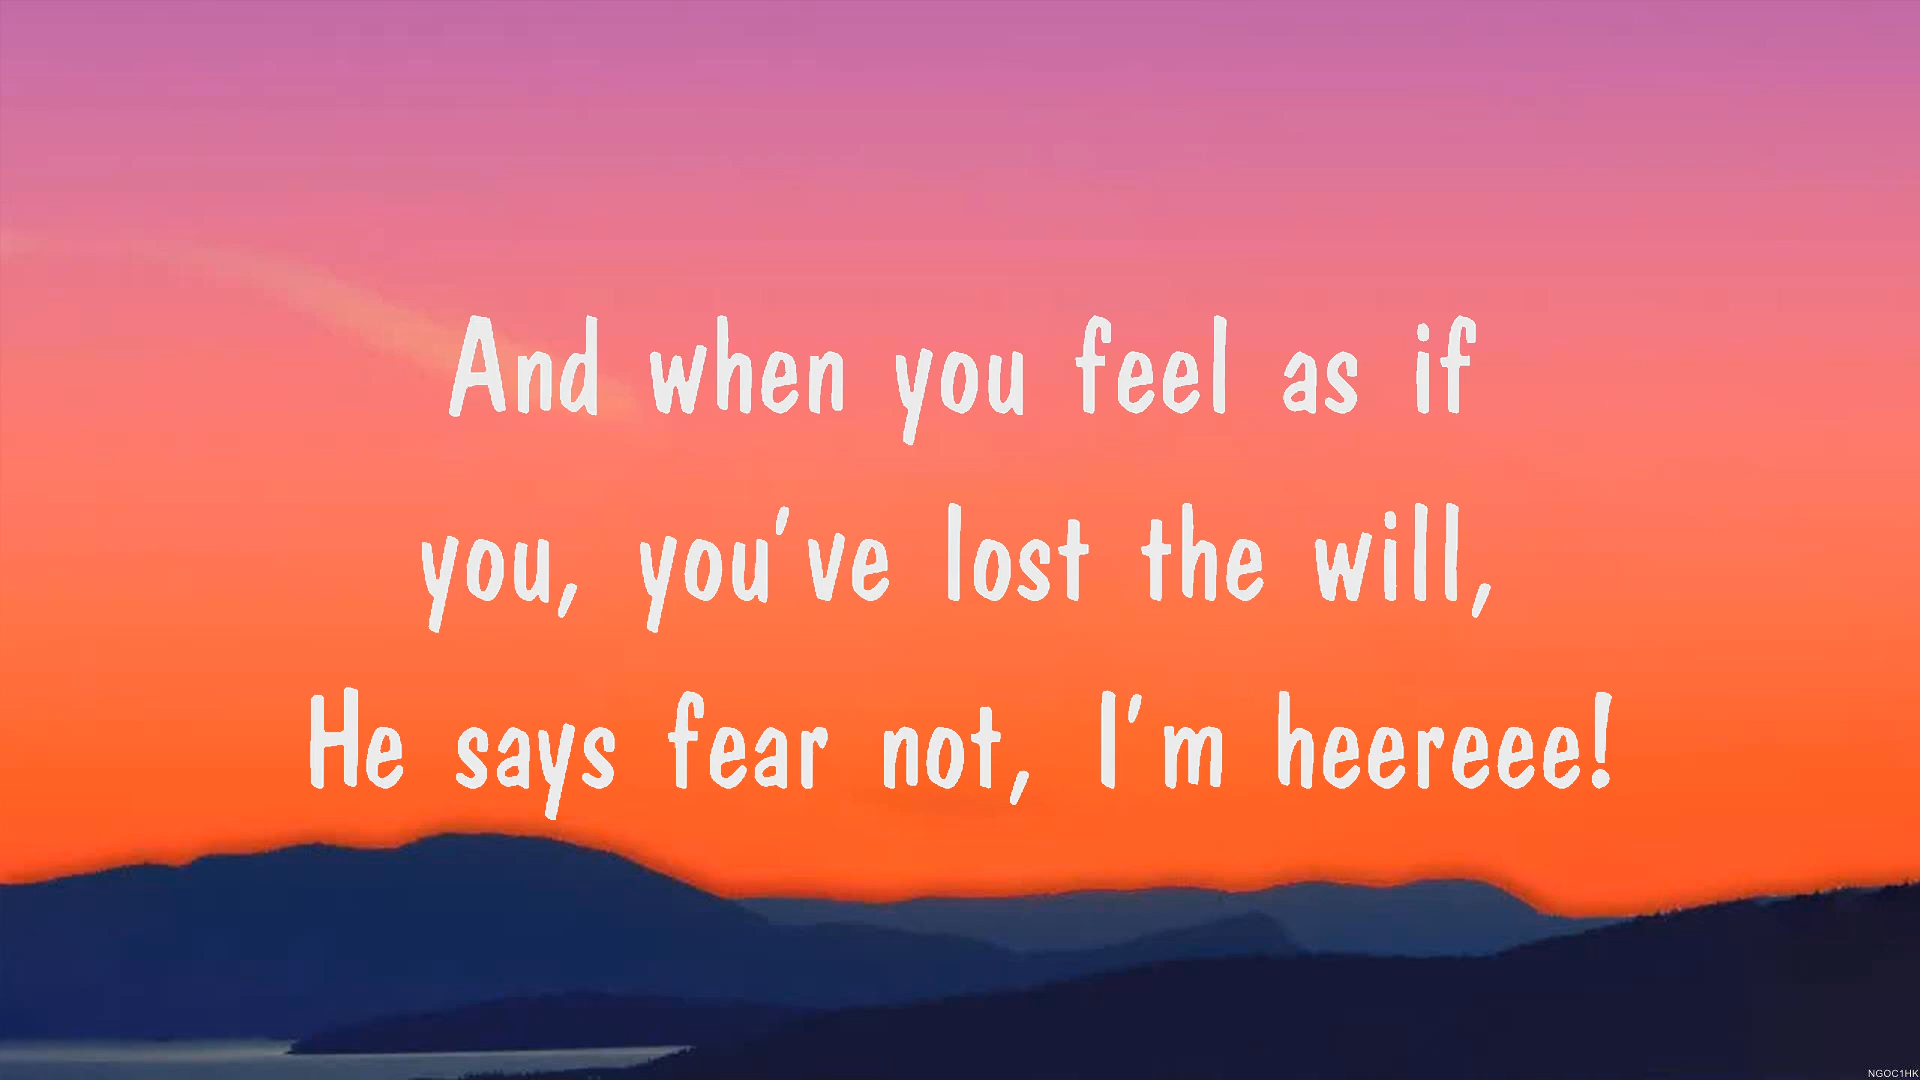 And when you feel as if
you, you've lost the will,
He says fear not, I'm heereee!
NGOC1HK